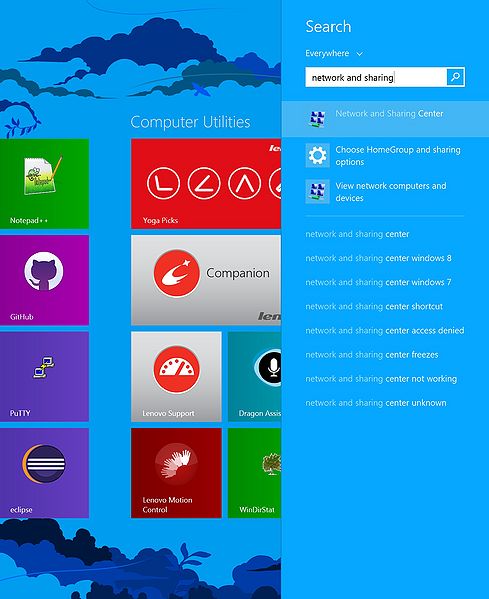 Computer Utilities
Notepad++
Yoga Picks
GitHub
Companion
PuTTY
Lenovo Support
Dragon Assis
eclipse
Lenovo Motion
Control
WinDirStat
Search
Everywhere
network and sharing
Network and Sharing Center
Choose HomeGroup and sharing
options
View network computers and
devices
network and sharing center
network and sharing center windows 8
network and sharing center windows 7
network and sharing center shortcut
network and sharing center access denied
network and sharing center freezes
network and sharing center not working
network and sharing center unknown